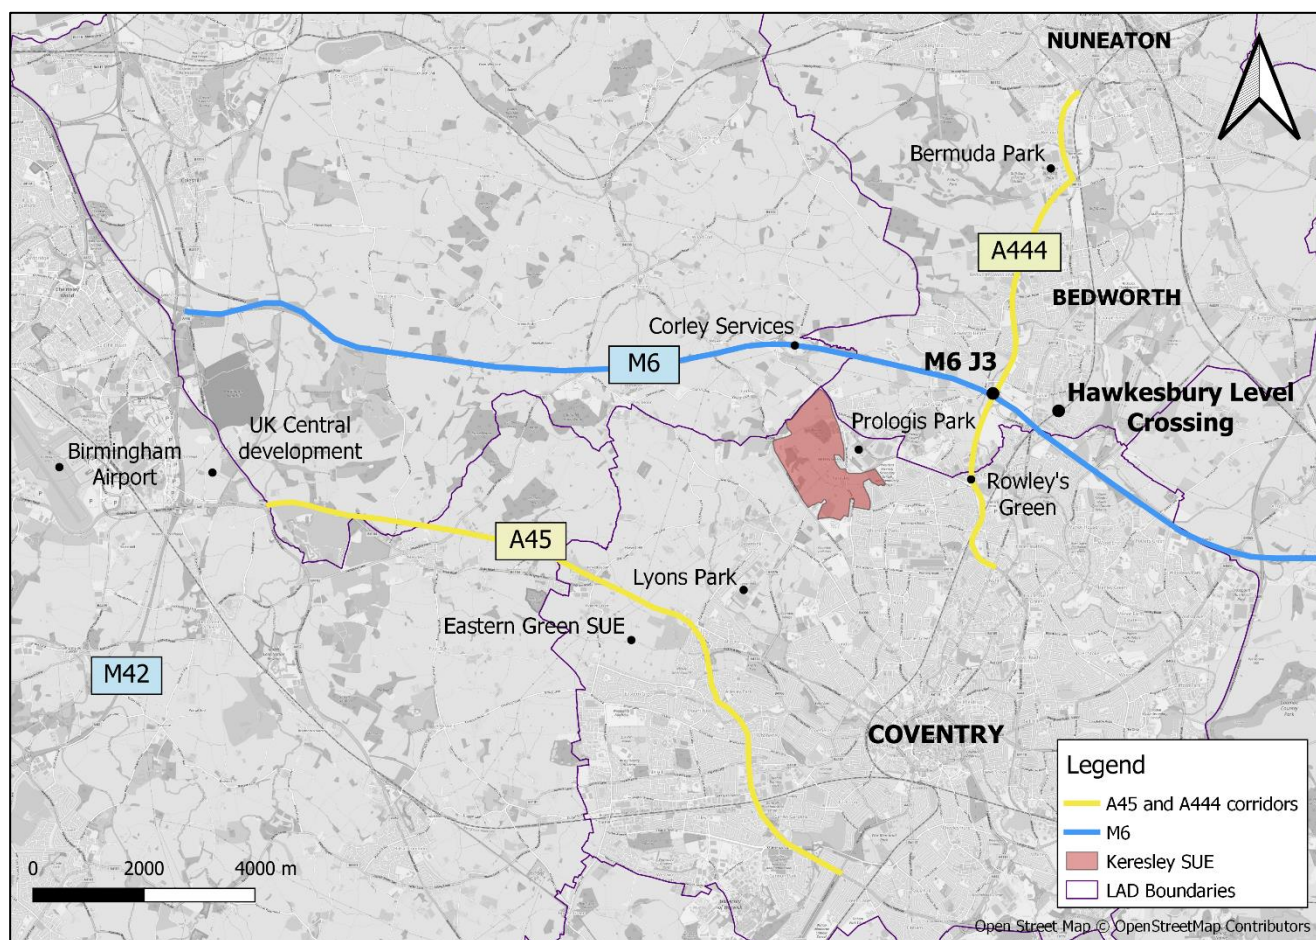 NUNEATON
Bermuda Park
A444
BEDWORTH
Corley Services
M6
M6 J3
Hawkesbury Level
Crossing
UK Central
development
Prologis Park
Birmingham
Airport
Rowley's
Green
A45
Lyons Park
Eastern Green SUE
M42
COVENTRY
Legend
A45 and A444 corridors
M6
Keresley SUE
LAD Boundaries
0 2000 4000 m
Open Street Map © OpenStreetMap Contributors